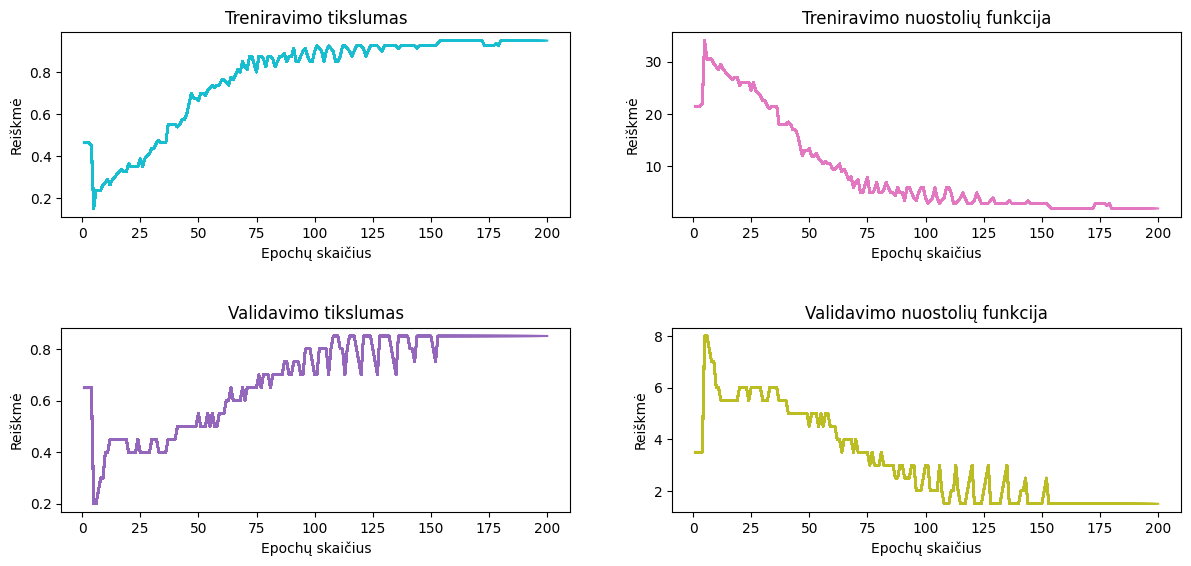 Treniravimo tikslumas
Reiškmė
0.8
0.6
0.4
0.2
0 25 50 75 100 125 150 175 200
Epochų skaičius
Treniravimo nuostolių funkcija
Reiškmė
30
20
10
0 25 50 75 100 125 150 175 200
Epochų skaičius
Validavimo tikslumas
Reiškmė
0.8
0.6
0.4
0.2
0 25 50 75 100 125 150 175 200
Epochų skaičius
Validavimo nuostolių funkcija
Reiškmė
8
6
4
2
0 25 50 75 100 125 150 175 200
Epochų skaičius